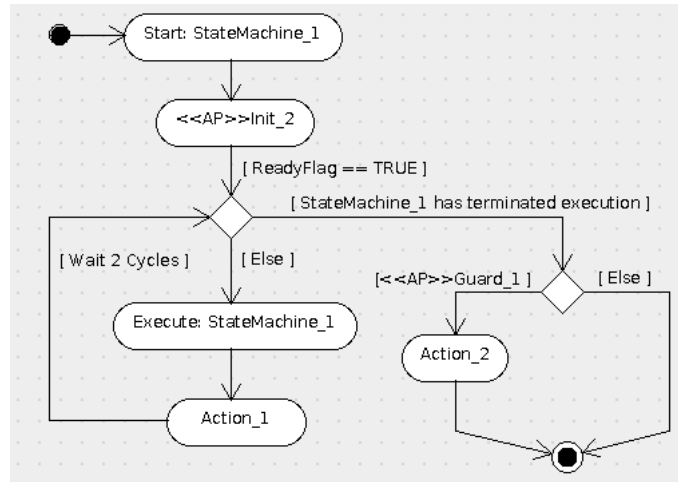 Start: StateMachine_1
<<AP>>Init_2
[ ReadyFlag == TRUE ]
[ StateMachine_1 has terminated execution ]
[ Wait 2 Cycles ]
[ Else ]
[<<AP>>Guard_1 ]
[ Else ]
Execute: StateMachine_1
Action_2
Action_1